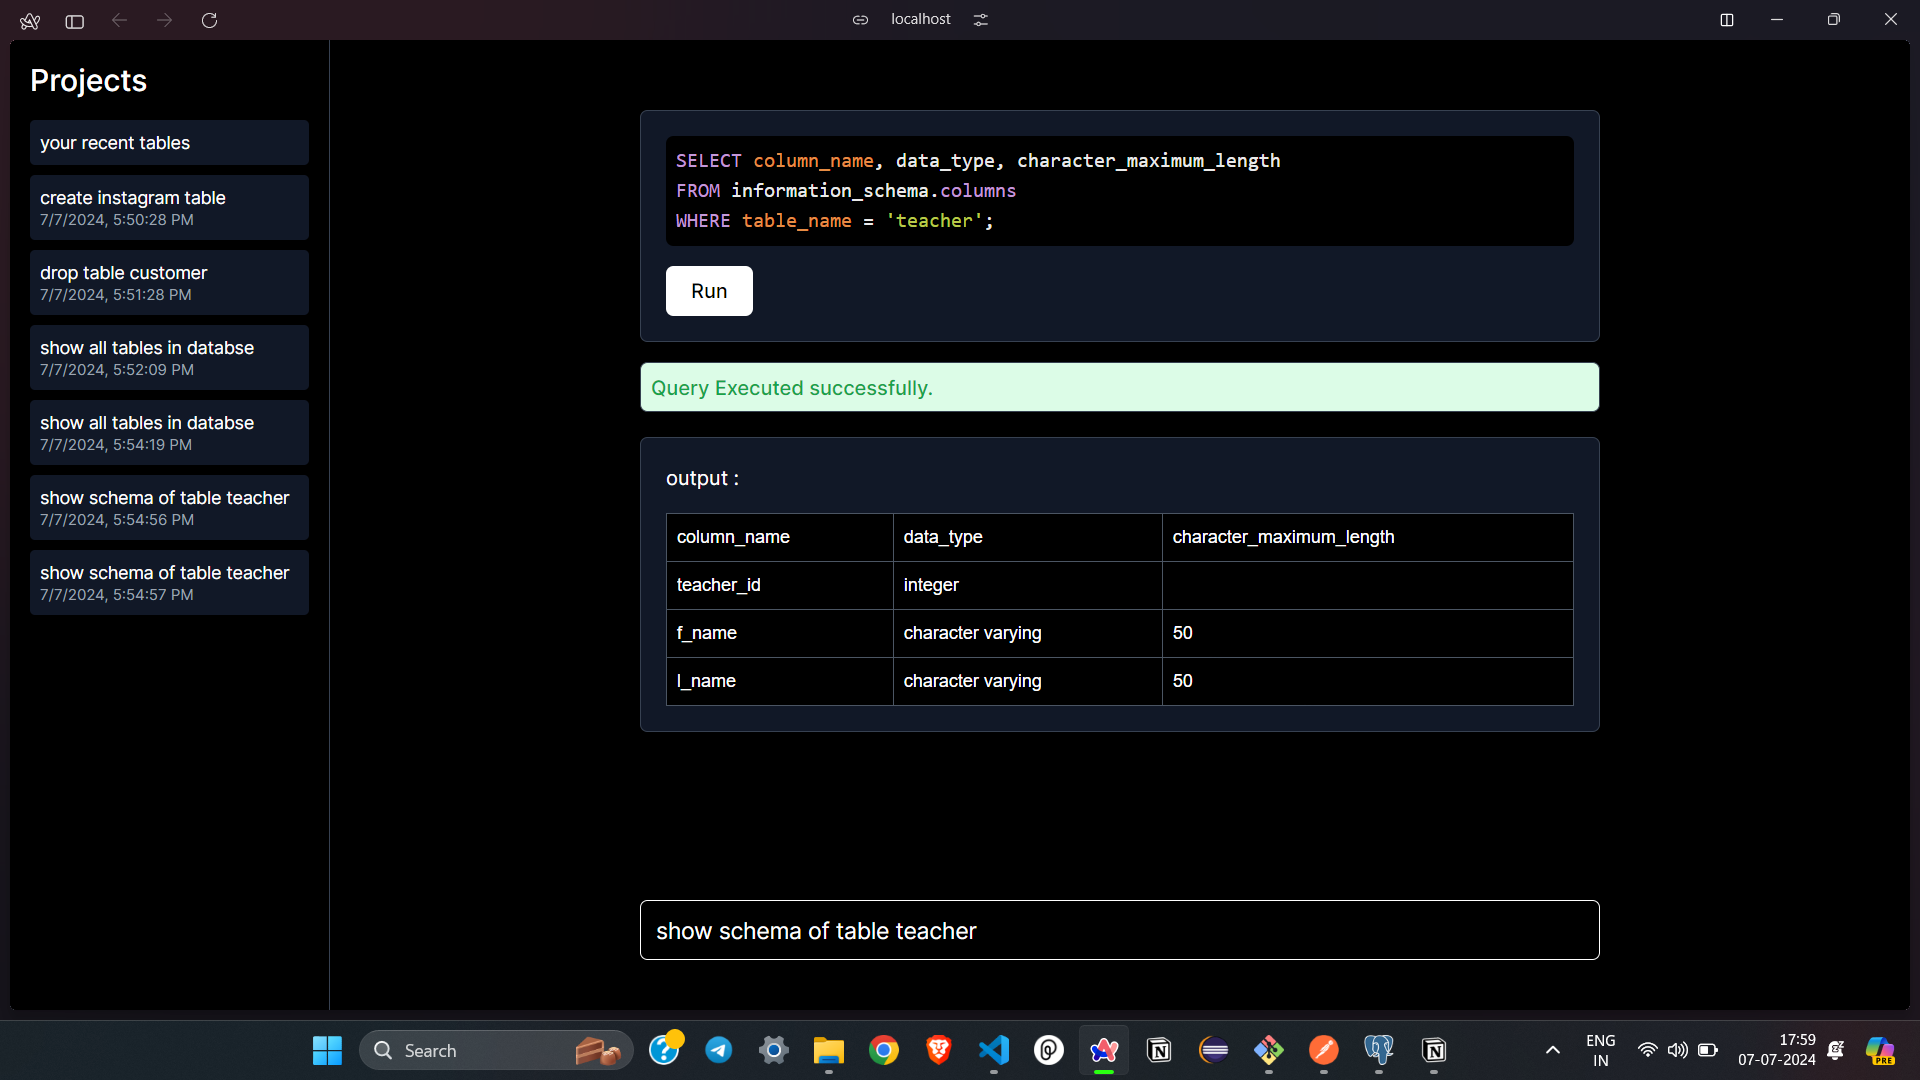 localhost
Projects
your recent tables
create instagram table
7/7/2024, 5:50:28 PM
drop table customer
7/7/2024, 5:51:28 PM
show all tables in databse
7/7/2024, 5:52:09 PM
show all tables in databse
7/7/2024, 5:54:19 PM
show schema of table teacher
7/7/2024, 5:54:56 PM
show schema of table teacher
7/7/2024, 5:54:57 PM
SELECT column_name, data_type, character_maximum_length
FROM information_schema.columns
WHERE table_name = 'teacher';
Run
Query Executed successfully.
output :
column_name data_type character_maximum_length
teacher_id integer
f_name character varying 50
l_name character varying 50
show schema of table teacher
Search
ENG
IN
17:59
07-07-2024
PRE